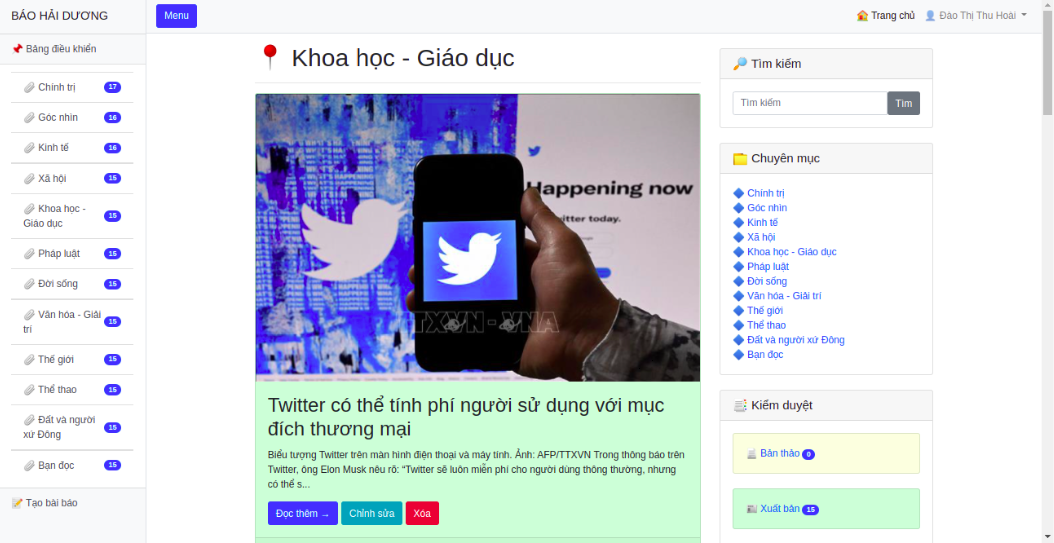 BÁO HẢI DƯƠNG
Menu
Trang chủ
Đào Thị Thu Hoài
Bảng điều khiển
Chính trị 17
Góc nhìn 16
Kinh tế 16
Xã hội 15
Khoa học -
Giáo dục 15
Pháp luật 15
Đời sống 15
Văn hóa - Giải
trí 15
Thế giới 15
Thể thao 15
Đất và người
xứ Đông 15
Bạn đọc 15
Tạo bài báo
Khoa học - Giáo dục
Happening now
itter today.
TTXVN - VNA
Twitter có thể tính phí người sử dụng với mục
đích thương mại
Biểu tượng Twitter trên màn hình điện thoại và máy tính. Ảnh: AFP/TTXVN Trong thông báo trên
Twitter, ông Elon Musk nêu rõ: “Twitter sẽ luôn miễn phí cho người dùng thông thường, nhưng
có thể s...
Đọc thêm →
Chỉnh sửa
Xóa
Tìm kiếm
Tìm kiếm
Tìm
Chuyên mục
Chính trị
Góc nhìn
Kinh tế
Xã hội
Khoa học - Giáo dục
Pháp luật
Đời sống
Văn hóa - Giải trí
Thế giới
Thể thao
Đất và người xứ Đông
Bạn đọc
Kiểm duyệt
Bản thảo 0
Xuất bản 15